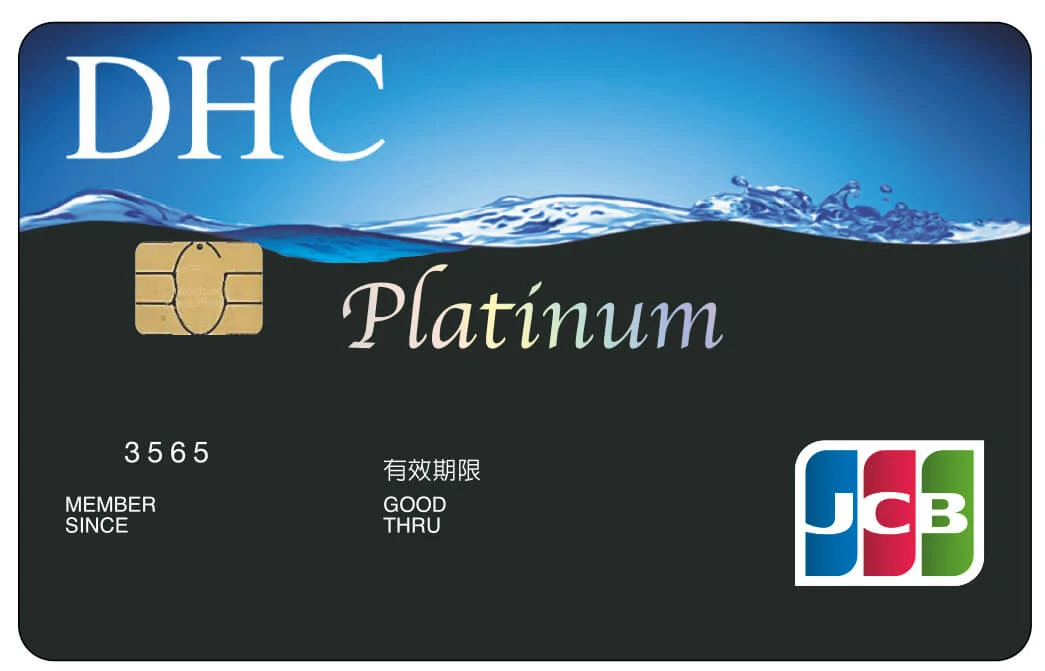 DHC
Platinum
3565
有效期限
MEMBER
SINCE
GOOD
THRU
JCB